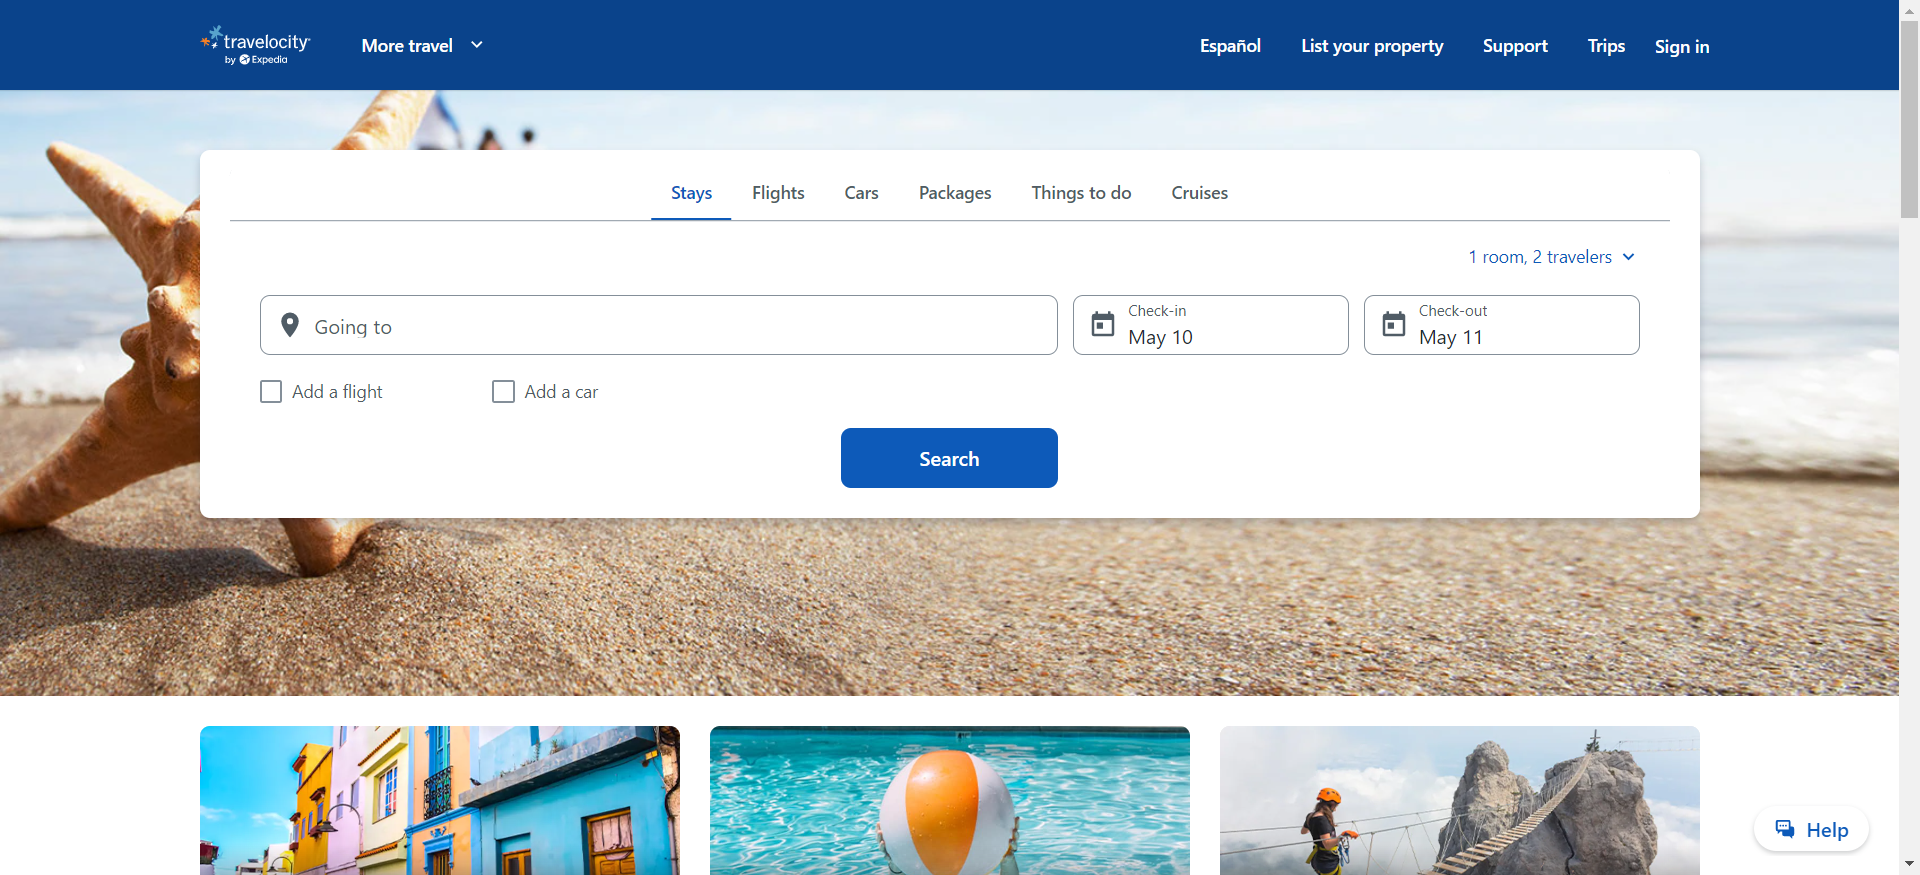 travelocity
by Expedia
More travel
Español
List your property
Support
Trips
Sign in
Stays
Flights
Cars
Packages
Things to do
Cruises
1 room, 2 travelers
Going to
Check-in
May 10
Check-out
May 11
Add a flight
Add a car
Search
Help